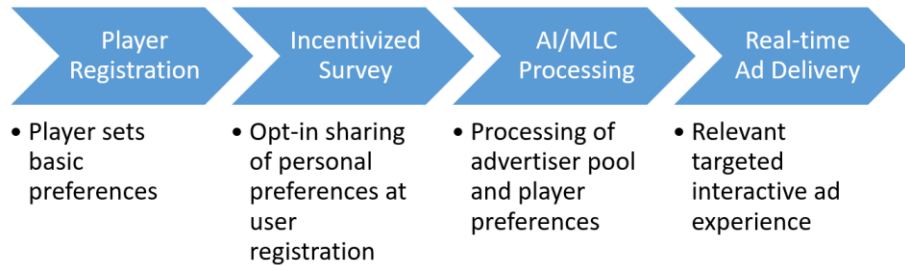 Player
Registration
Incentivized
Survey
AI/MLC
Processing
Real-time
Ad Delivery
• Player sets
basic
preferences
• Opt-in sharing
of personal
preferences at
user
registration
• Processing of
advertiser pool
and player
preferences
• Relevant
targeted
interactive ad
experience